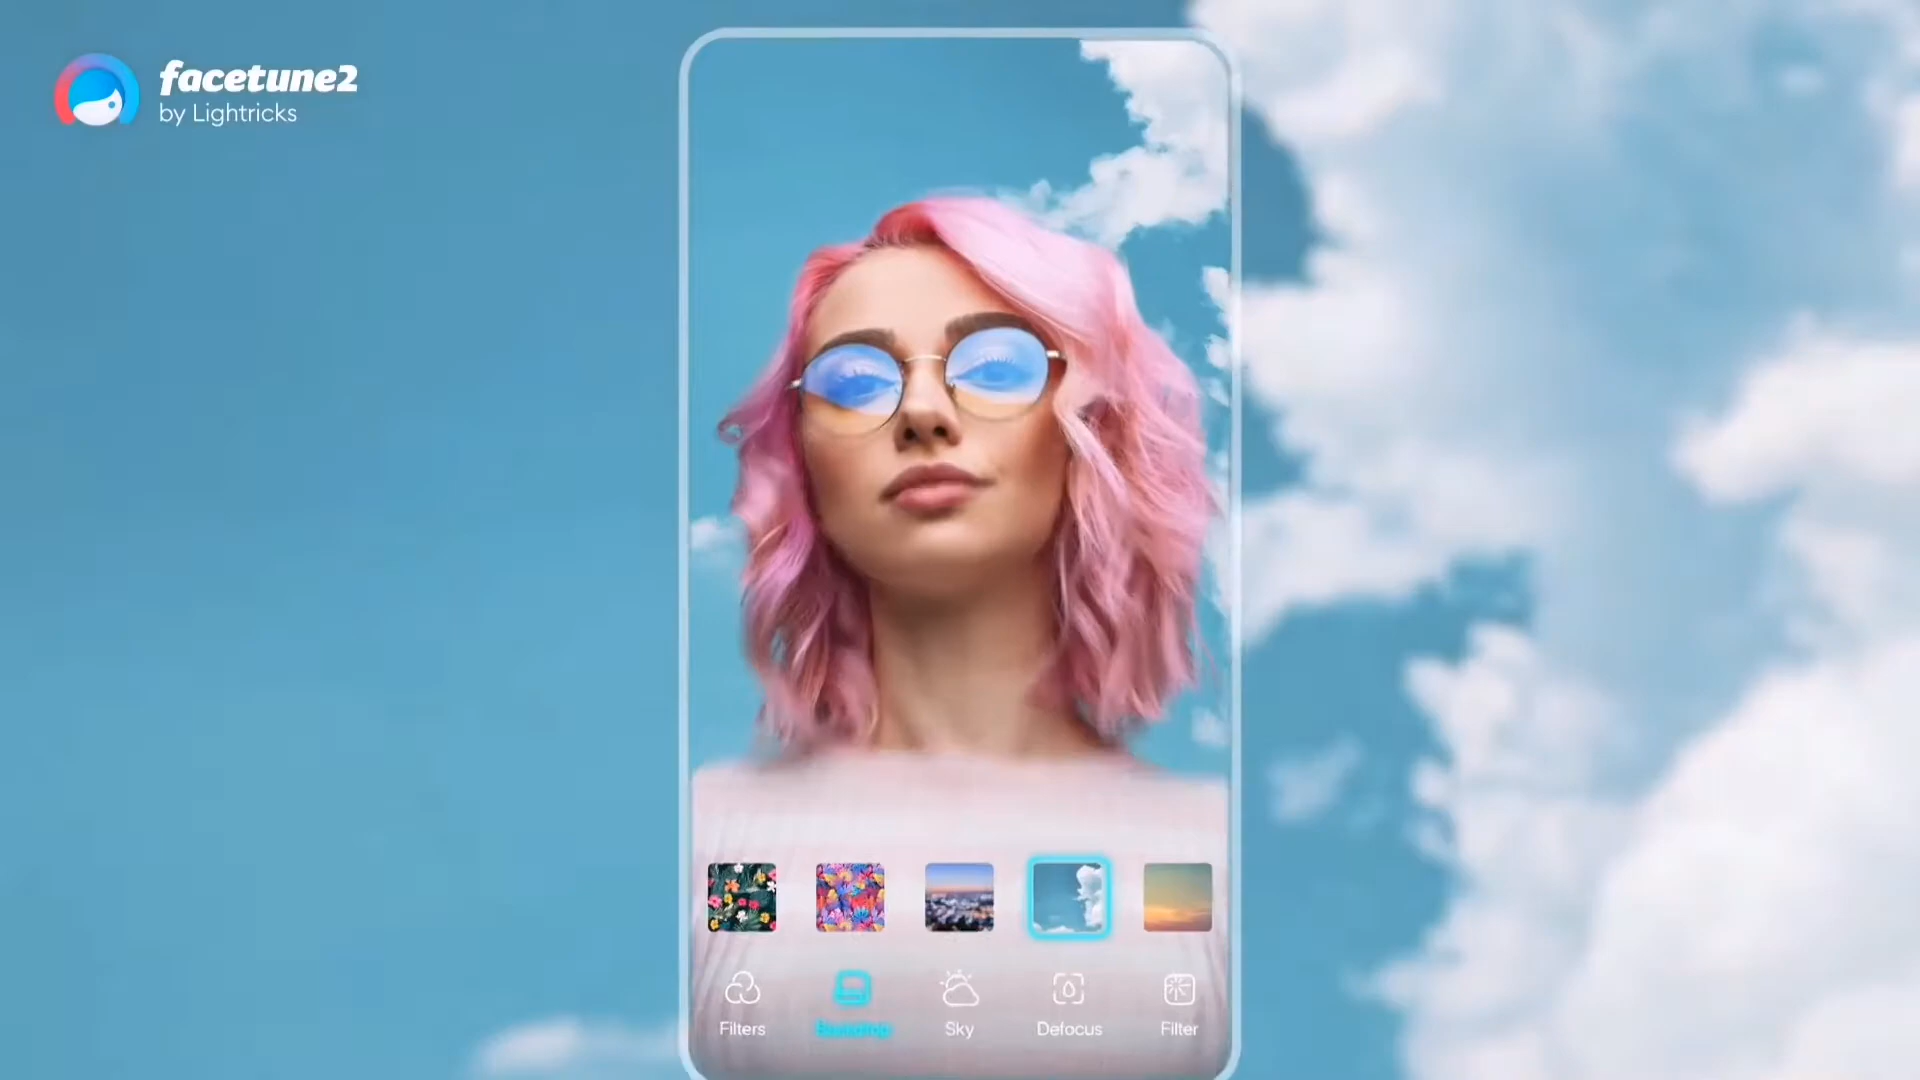 facetune2
by Lightricks
Filters
Sky
Defocus
Filter